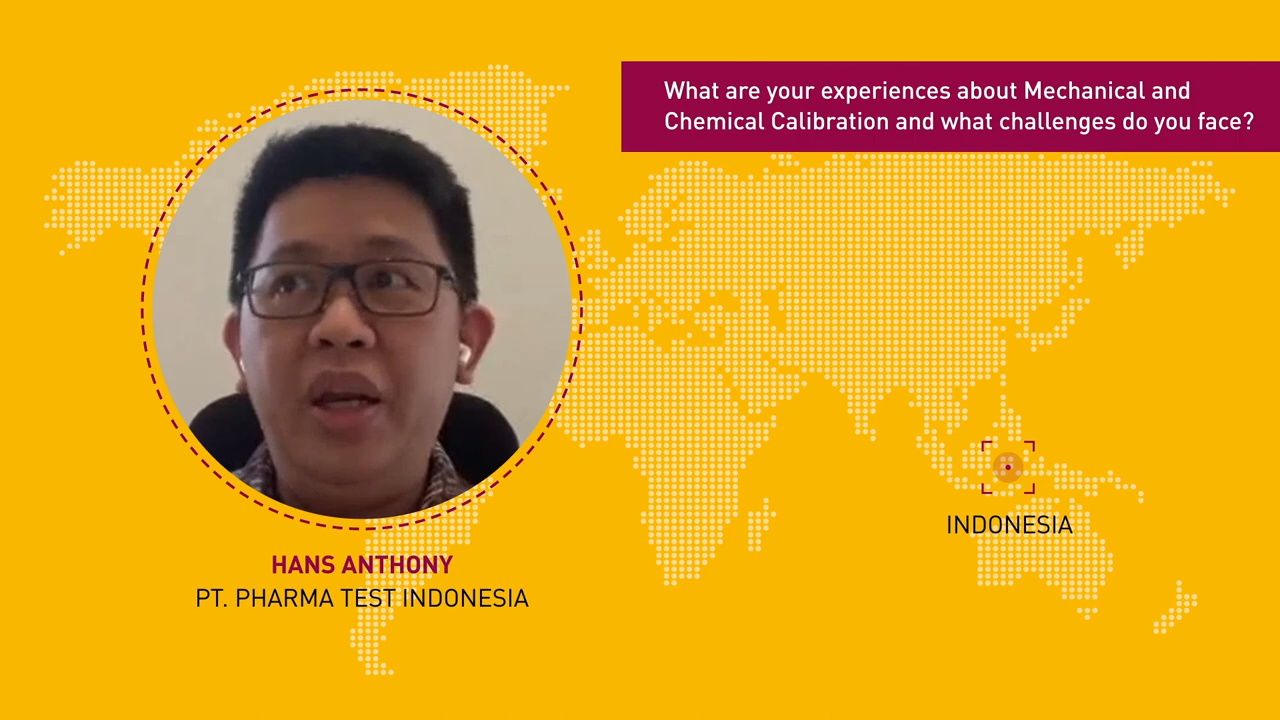 What are your experiences about Mechanical and
Chemical Calibration and what challenges do you face?
INDONESIA
HANS ANTHONY
PT. PHARMA TEST INDONESIA